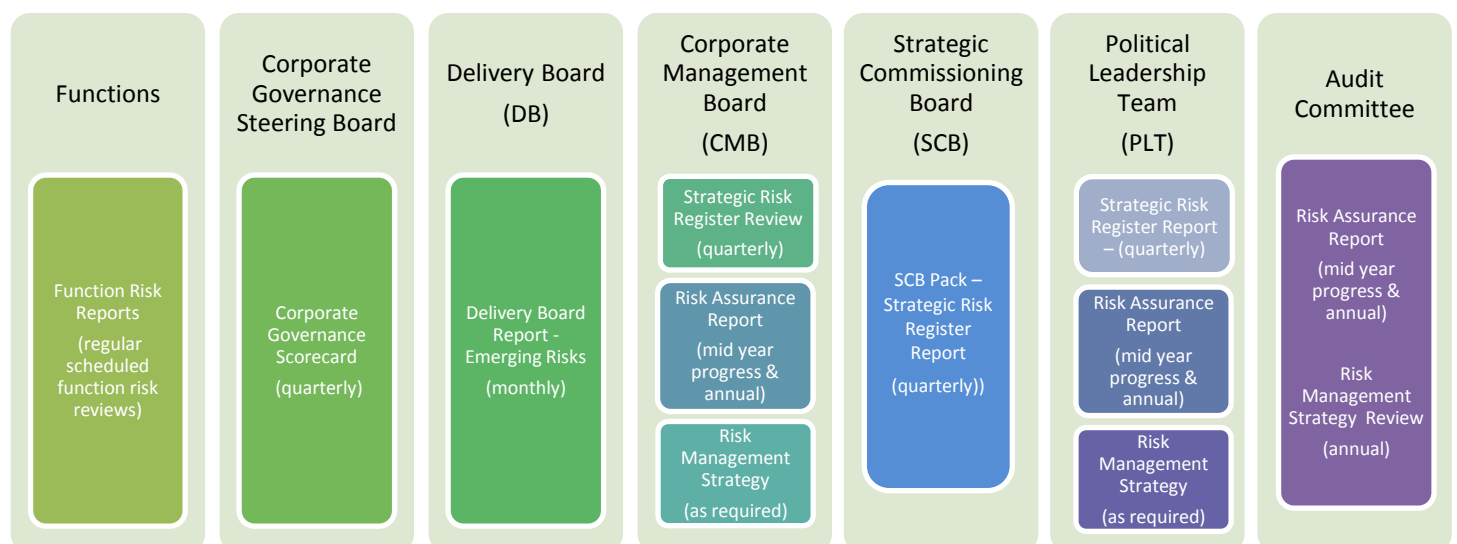 Functions
Function Risk
Reports
(regular
scheduled
function risk
reviews)
Corporate
Governance
Steering Board
Corporate
Governance
Scorecard
(quarterly)
Delivery Board
(DB)
Delivery Board
Report -
Emerging Risks
(monthly)
Corporate
Management
Board
(CMB)
Strategic Risk
Register Review
(quarterly)
Risk Assurance
Report
(mid year
progress &
annual)
Risk
Management
Strategy
(as required)
Strategic
Commissioning
Board
(SCB)
SCB Pack –
Strategic Risk
Register
Report
(quarterly))
Political
Leadership
Team
(PLT)
Strategic Risk
Register Report
– (quarterly)
Risk Assurance
Report
(mid year
progress &
annual)
Risk
Management
Strategy
(as required)
Audit
Committee
Risk Assurance
Report
(mid year
progress &
annual)
Risk
Management
Strategy Review
(annual)